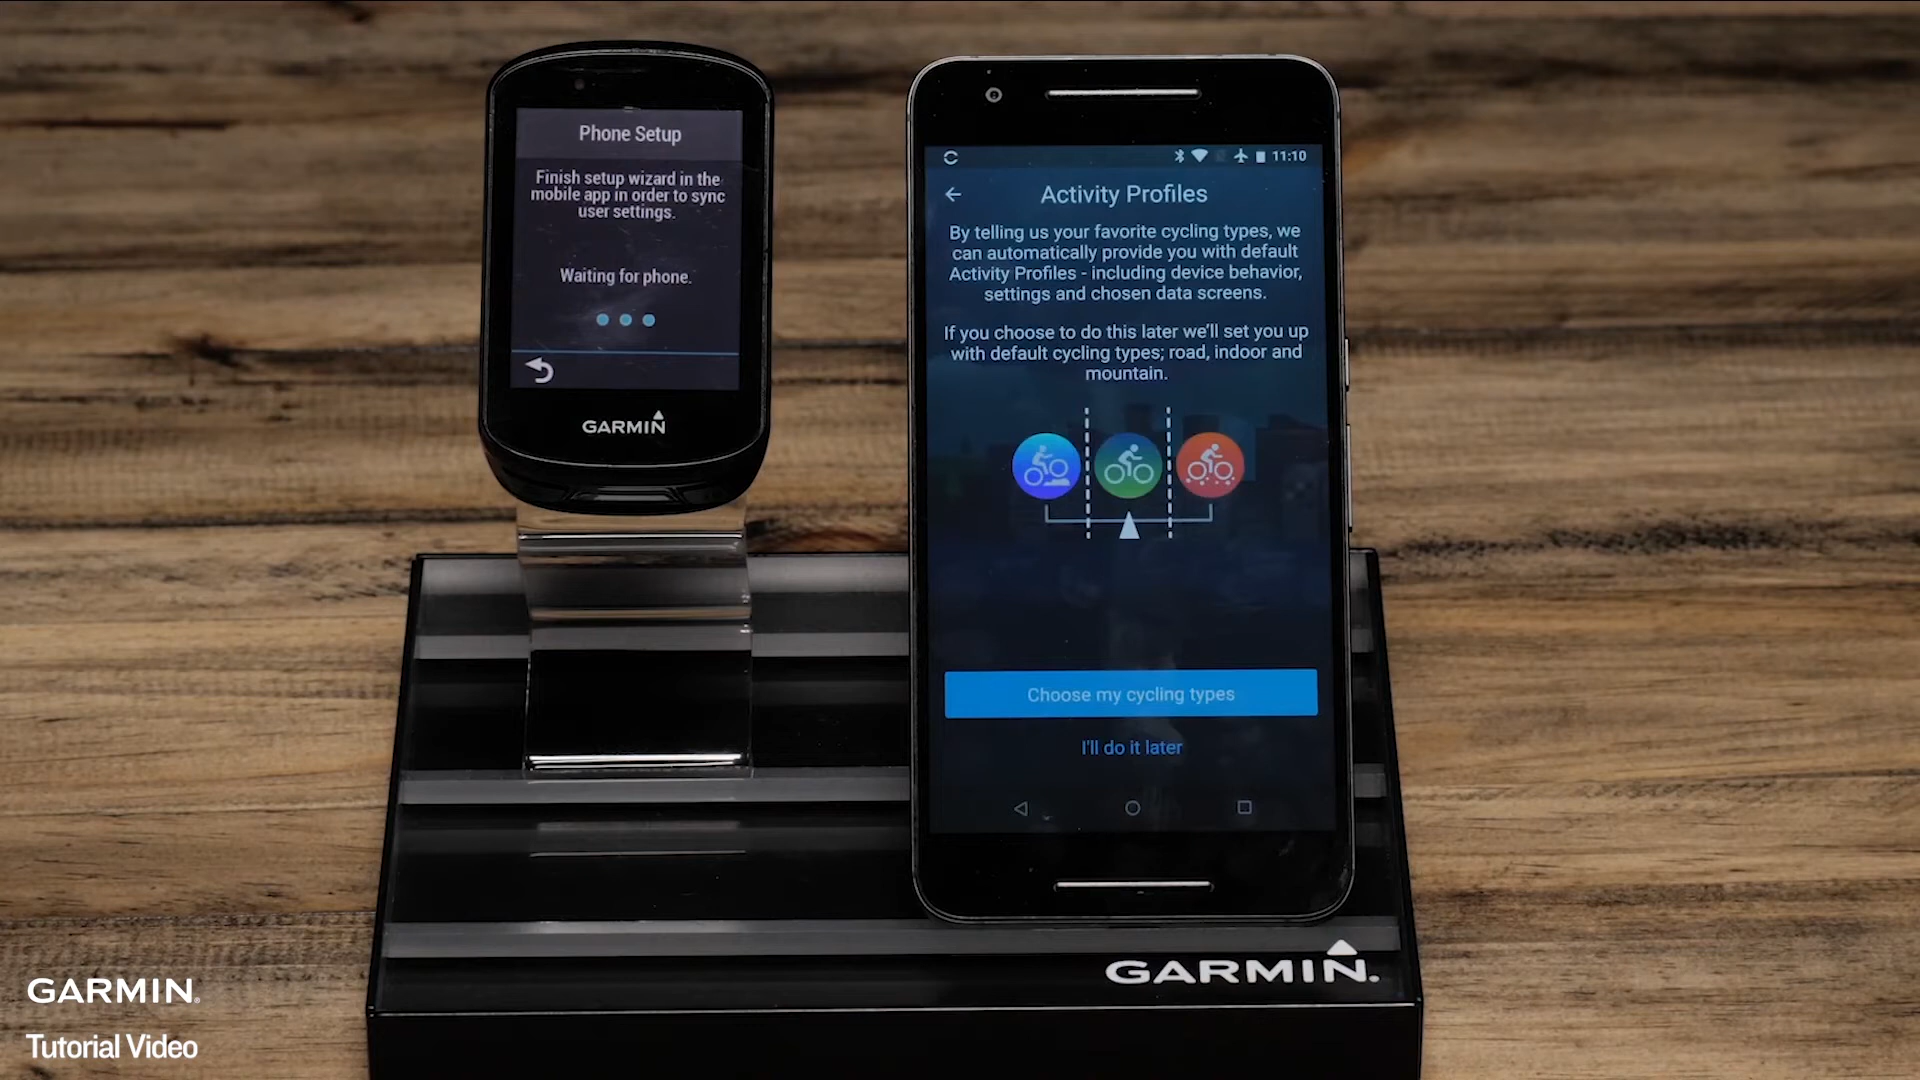 Phone Setup
Finish setup wizard in the
mobile app in order to sync
user settings.
Waiting for phone.
GARMIN
11:10
Activity Profiles
By telling us your favorite cycling types, we
can automatically provide you with default
Activity Profiles - including device behavior,
settings and chosen data screens.
If you choose to do this later we'll set you up
with default cycling types; road, indoor and
mountain.
Choose my cycling types
I'll do it later
GARMIN.
GARMIN®
Tutorial Video